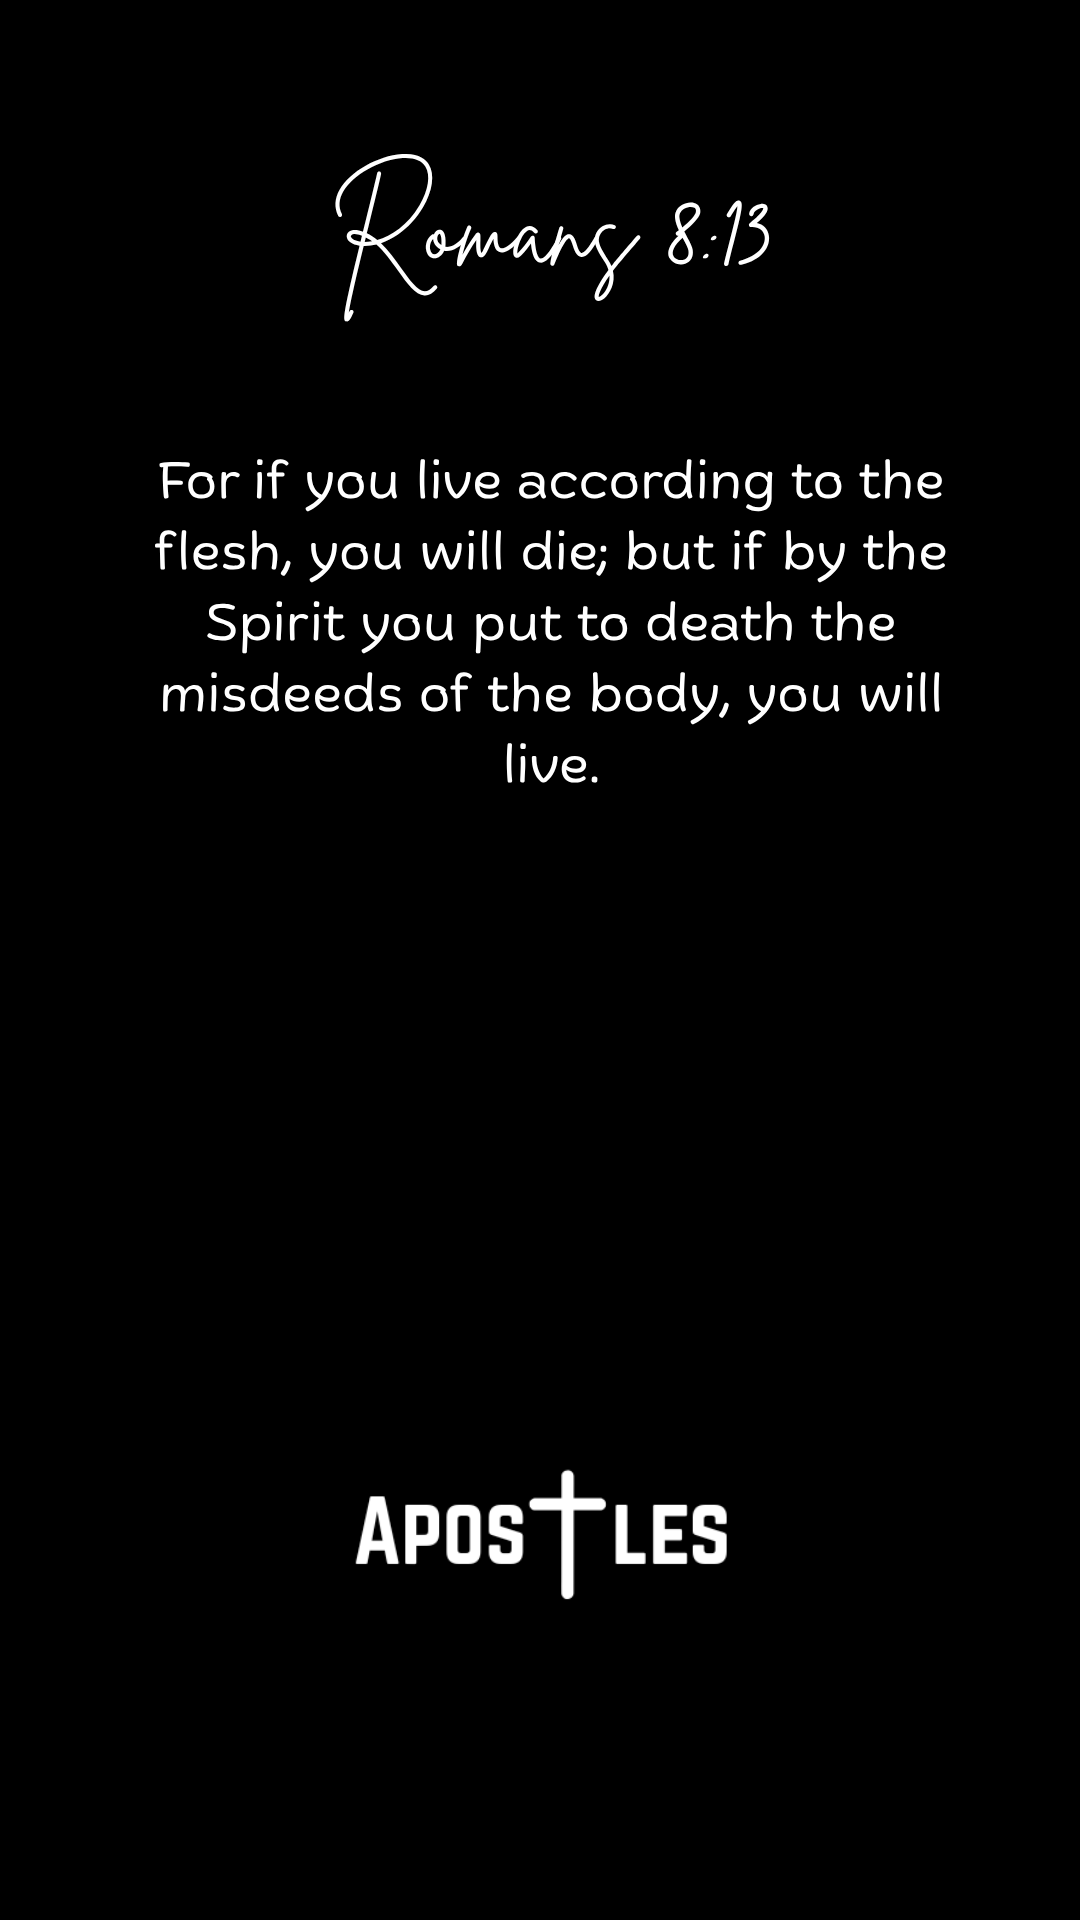 Romans 8:13
For if you live according to the
flesh, you will die; but if by the
Spirit you put to death the
misdeeds of the body, you will
live.
APOSTLES